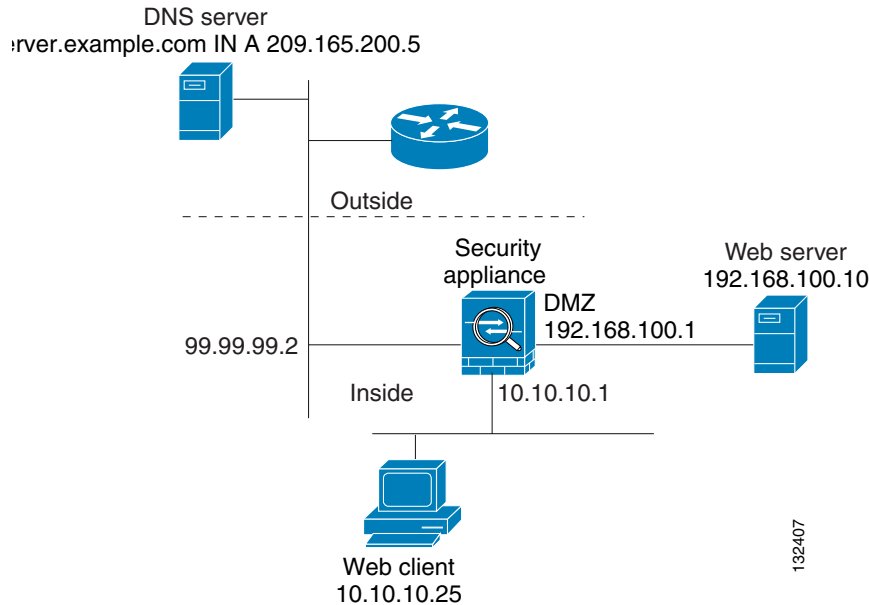 DNS server
erver.example.com IN A 209.165.200.5
Outside
Security
appliance
Web server
192.168.100.10
DMZ
192.168.100.1
99.99.99.2
Inside
10.10.10.1
Web client
10.10.10.25
132407